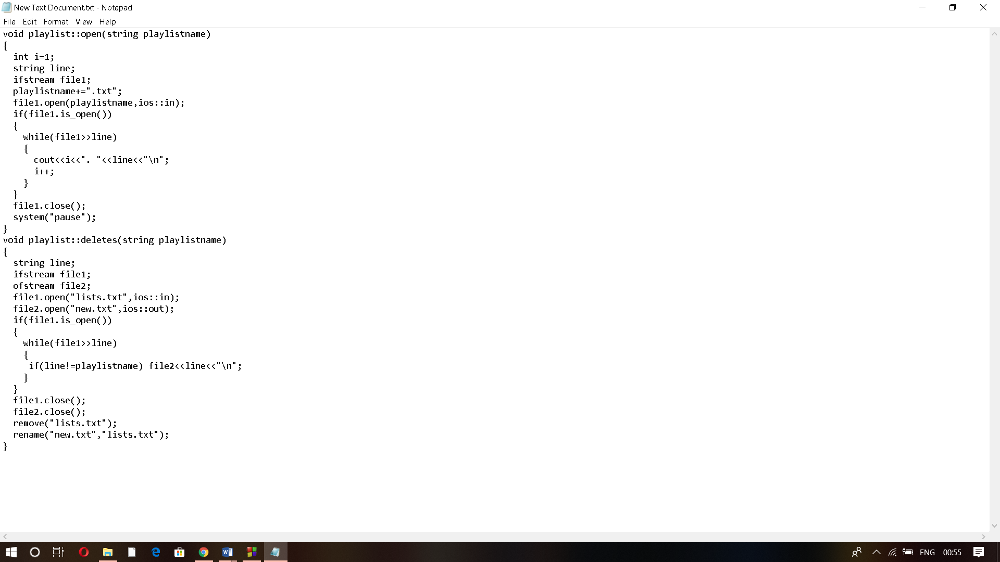 New Text Document.txt - Notepad
File Edit Format View Help
void playlist::open(string playlistname)
{
  int i=1;
  string line;
  ifstream file1;
  playlistname+=".txt";
  file1.open(playlistname,ios::in);
  if(file1.is_open())
  {
    while(file1>>line)
    {
      cout<<i<<". "<<line<<"\n";
      i++;
    }
  }
  file1.close();
  system("pause");
}
void playlist::deletes(string playlistname)
{
  string line;
  ifstream file1;
  ofstream file2;
  file1.open("lists.txt",ios::in);
  file2.open("new.txt",ios::out);
  if(file1.is_open())
  {
    while(file1>>line)
    {
     if(line!=playlistname) file2<<line<<"\n";
    }
  }
  file1.close();
  file2.close();
  remove("lists.txt");
  rename("new.txt","lists.txt");
}
ENG 00:55